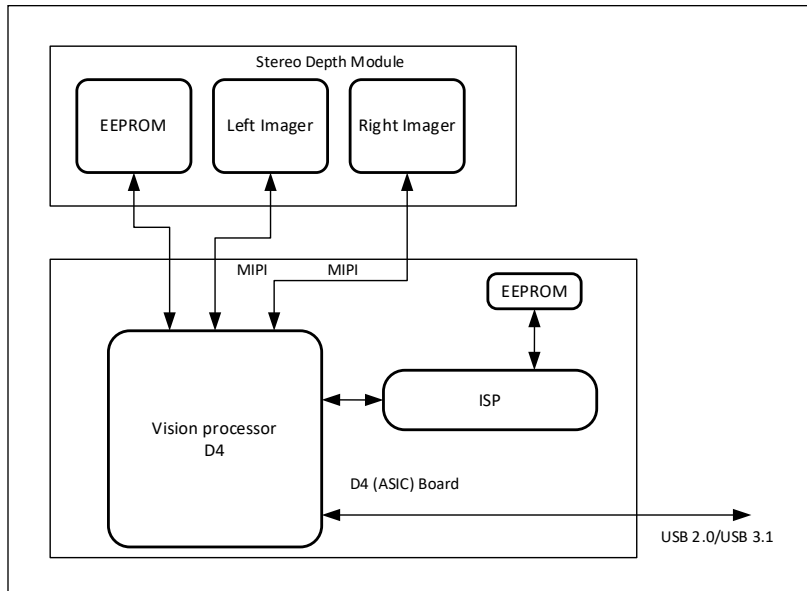 Stereo Depth Module
EEPROM
Left Imager
Right Imager
MIPI
MIPI
EEPROM
ISP
Vision processor
D4
D4 (ASIC) Board
USB 2.0/USB 3.1